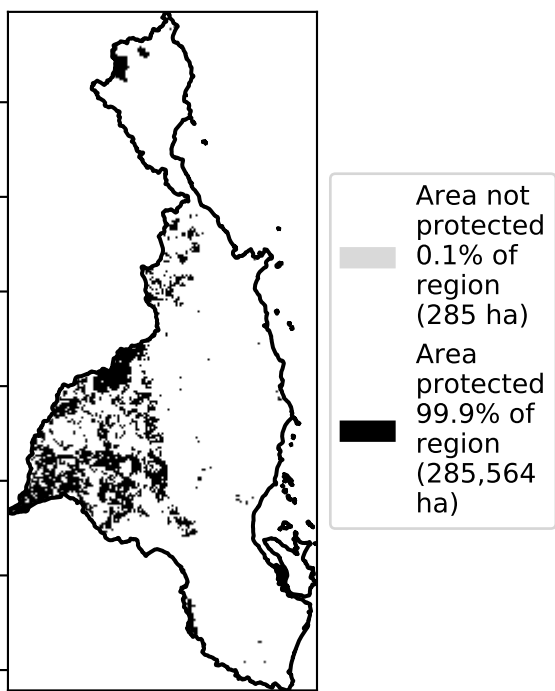 Area not
protected
0.1% of
region
(285 ha)
Area
protected
99.9% of
region
(285,564
ha)